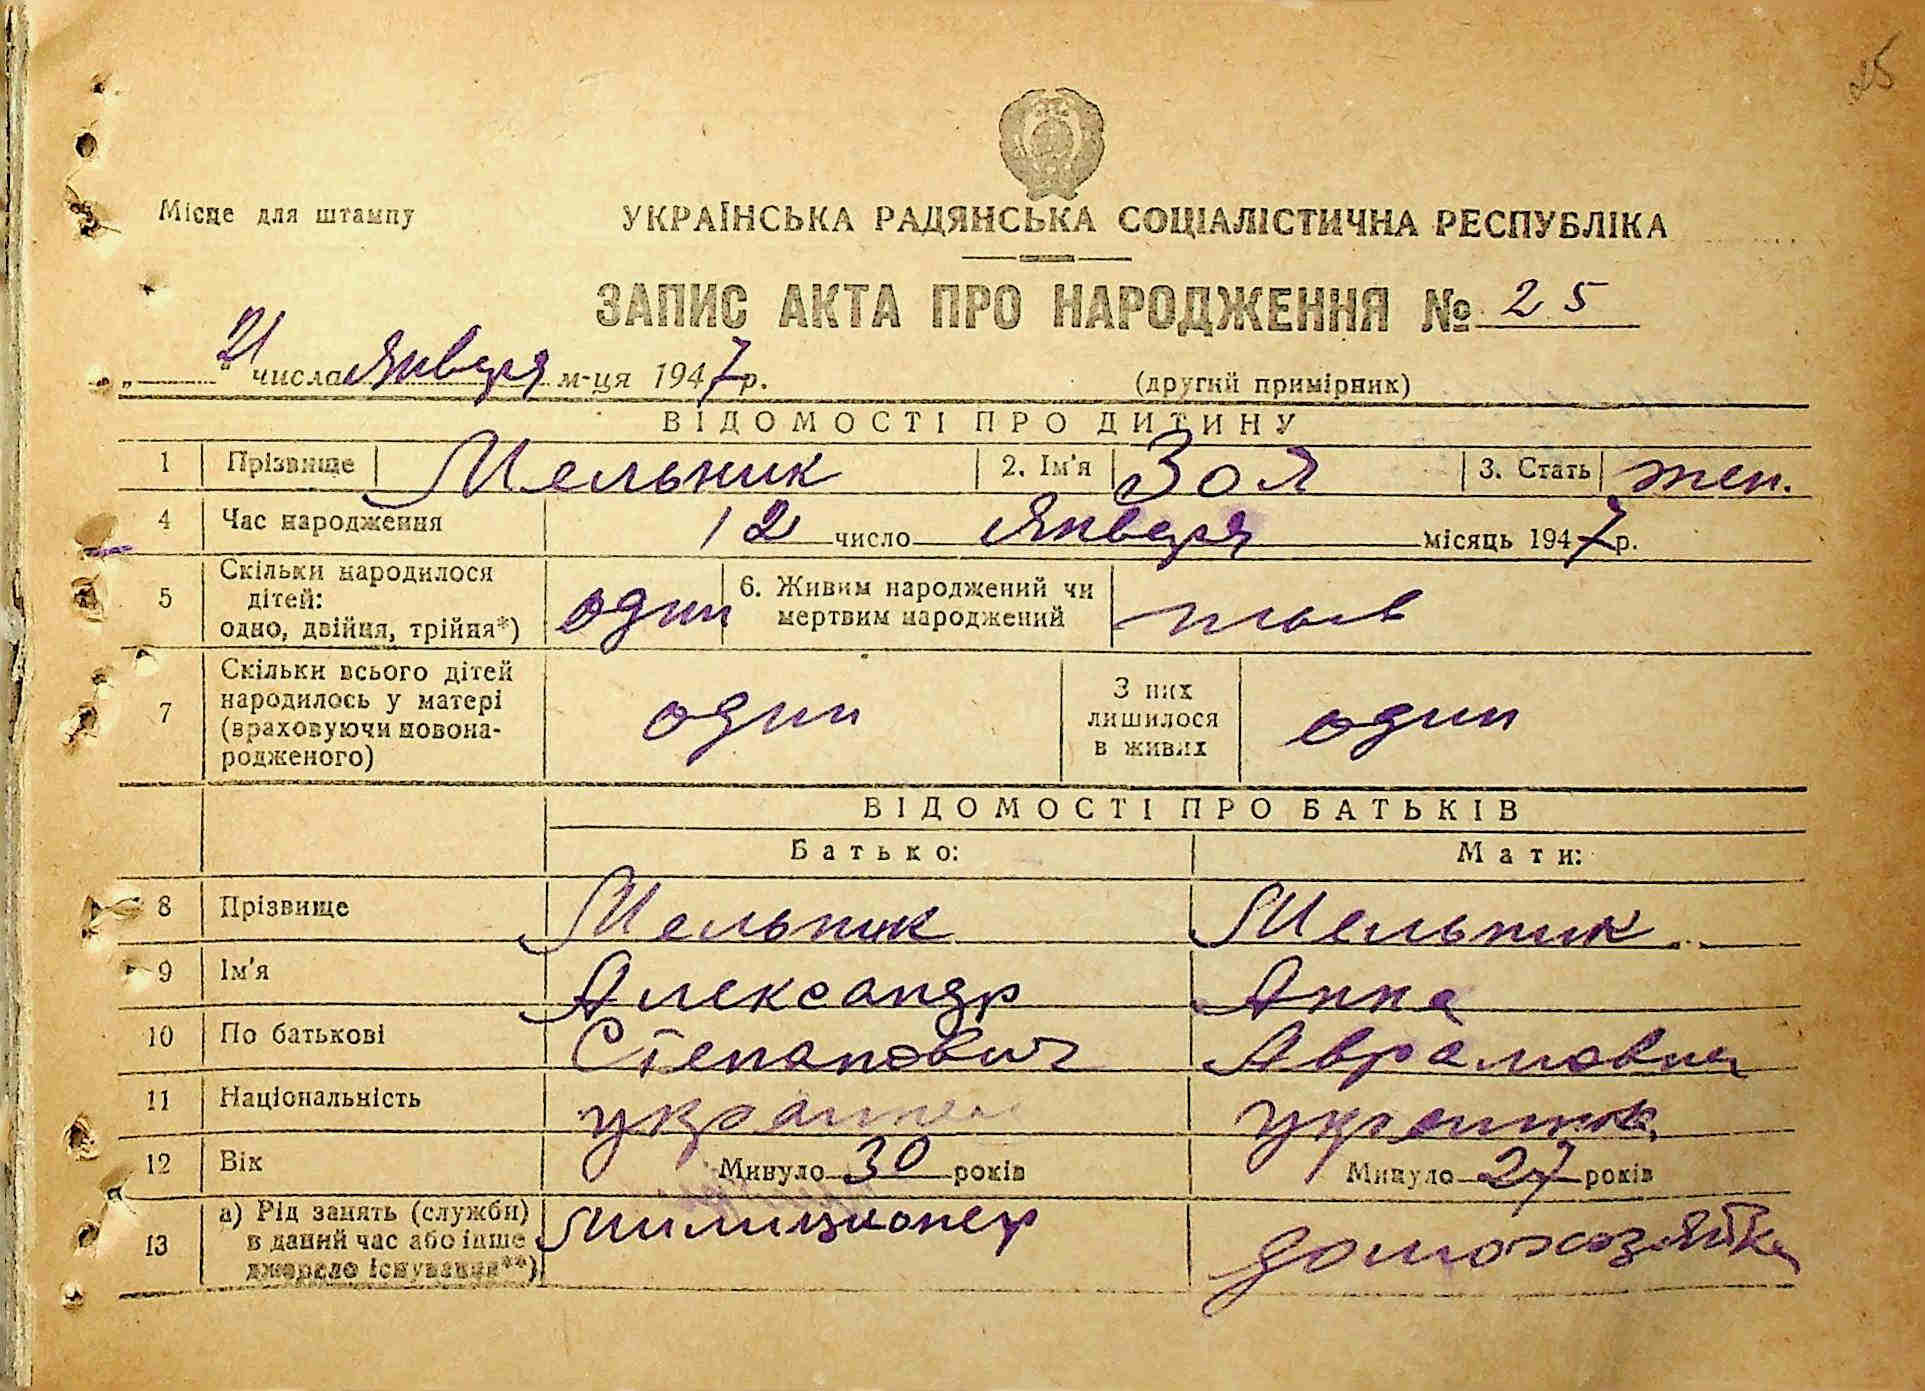 25
Місце для штампу
УКРАЇНСЬКА РАДЯНСЬКА СОЦІАЛІСТИЧНА РЕСПУБЛІКА
ЗАПИС АКТА ПРО НАРОДЖЕННЯ № 25
„21“ числа января м-ця 1947 р.
(другий примірник)
ВІДОМОСТІ ПРО ДИТИНУ
1 Прізвище Мельник 2. Ім'я Зоя 3. Стать жен.
4 Час народження 12 число января місяць 1947 р.
5 Скільки народилося дітей: одно, двійня, трійня*) один 6. Живим народжений чи мертвим народжений
7 Скільки всього дітей народилось у матері (враховуючи новонародженого) один З них лишилося в живих один
ВІДОМОСТІ ПРО БАТЬКІВ
Батько: Мати:
8 Прізвище Мельник Мельник
9 Ім'я Александр Анна
10 По батькові Степанович Аврамовна
11 Національність
12 Вік Минуло 30 років Минуло 27 років
13 а) Рід занять (служби) в даний час або інше джерело існування**) милиционер домохозяйка